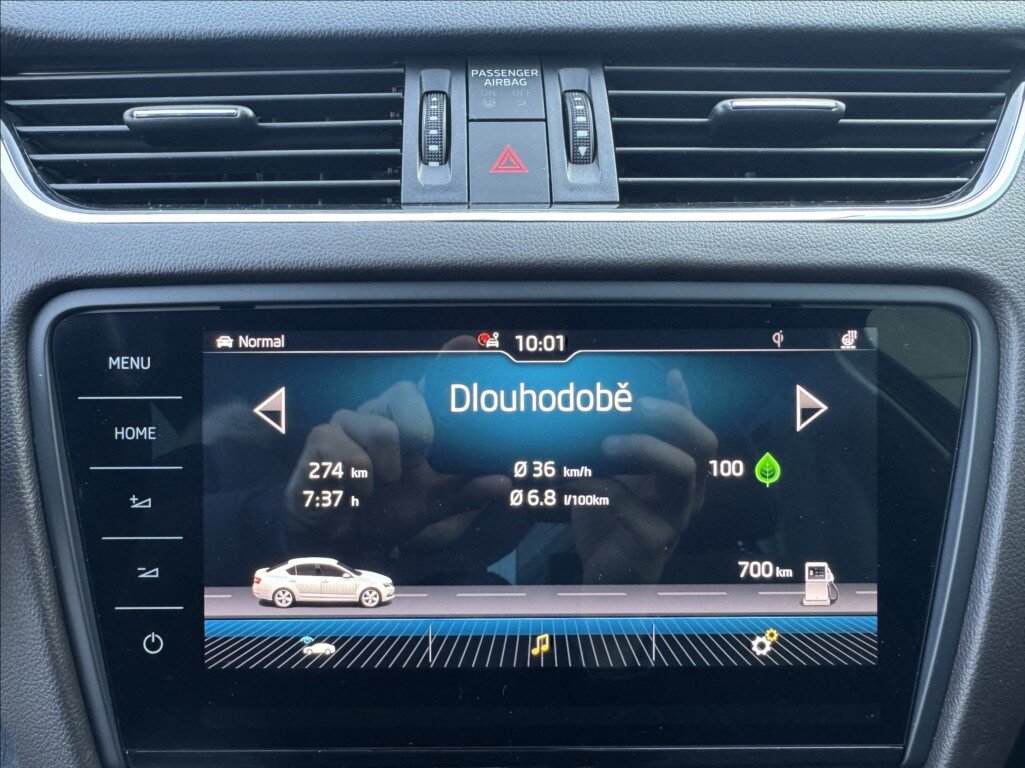 PASSENGER
AIRBAG
ON OFF
Normal
10:01
MENU
Dlouhodobě
HOME
274 km
Ø 36 km/h
100
7:37 h
Ø 6.8 l/100km
700 km